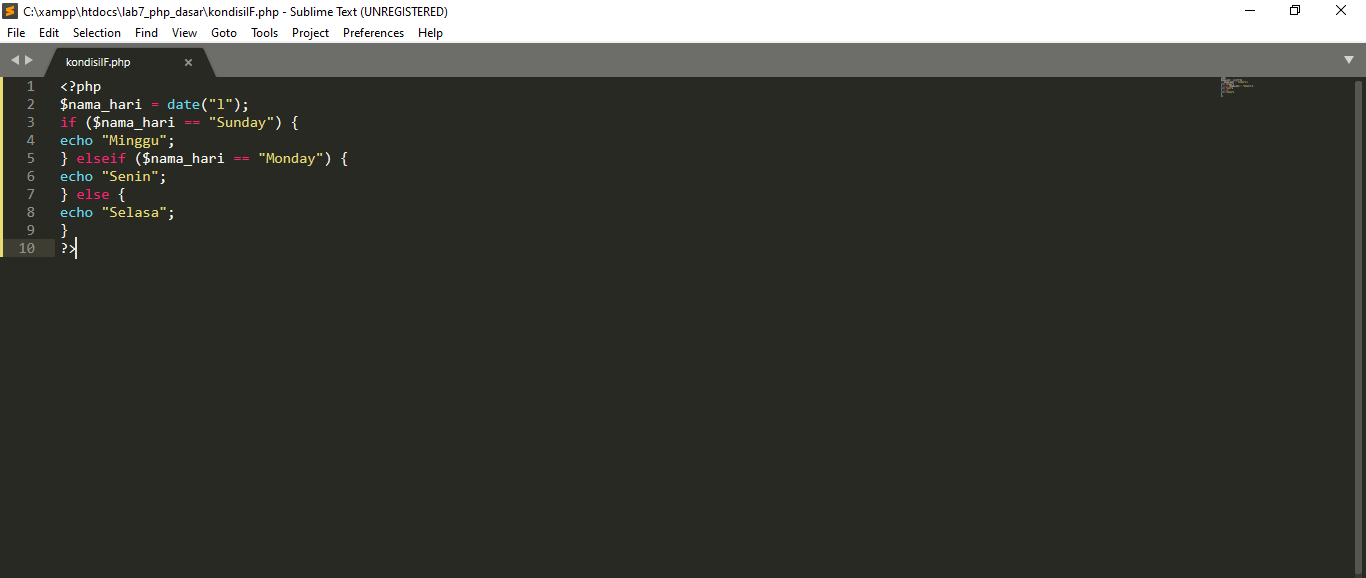 C:\xampp\htdocs\lab7_php_dasar\kondisiIF.php - Sublime Text (UNREGISTERED)
File Edit Selection Find View Goto Tools Project Preferences Help
kondisiIF.php
1 <?php
2 $nama_hari = date("l");
3 if ($nama_hari == "Sunday") {
4 echo "Minggu";
5 } elseif ($nama_hari == "Monday") {
6 echo "Senin";
7 } else {
8 echo "Selasa";
9 }
10 ?>